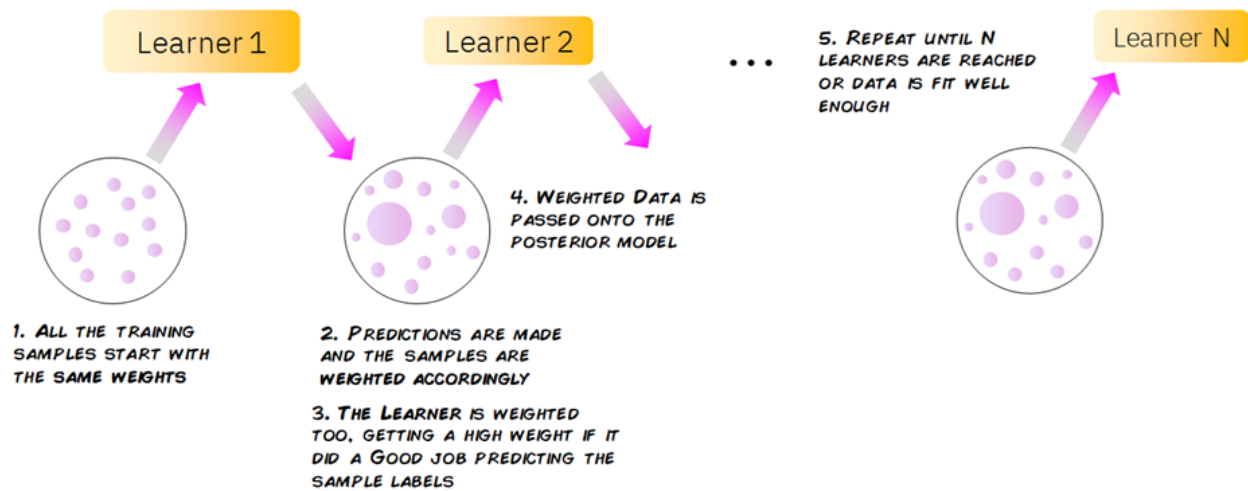 Learner 1
Learner 2
...
5. Repeat until N
learners are reached
or data is fit well
enough
Learner N
4. Weighted Data is
passed onto the
posterior model
1. All the training
samples start with
the same weights
2. Predictions are made
and the samples are
weighted accordingly
3. The Learner is weighted
too, getting a high weight if it
did a Good job predicting the
sample labels